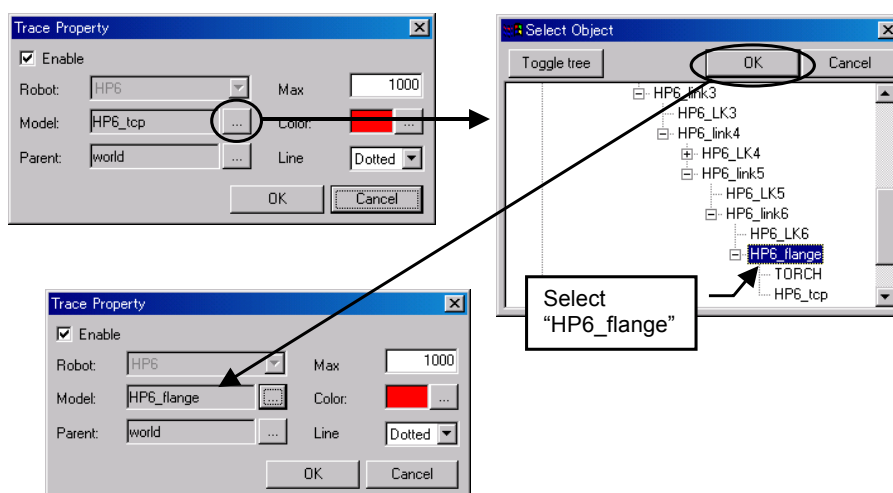 Trace Property
Enable
Robot: HP6 Max 1000
Model: HP6_tcp ... Color: ...
Parent: world ... Line Dotted
OK Cancel
Select Object
Toggle tree OK Cancel
HP6_link3
HP6_LK3
HP6_link4
HP6_LK4
HP6_link5
HP6_LK5
HP6_link6
HP6_LK6
HP6_flange
TORCH
HP6_tcp
Select
“HP6_flange”
Trace Property
Enable
Robot: HP6 Max 1000
Model: HP6_flange ... Color: ...
Parent: world ... Line Dotted
OK Cancel